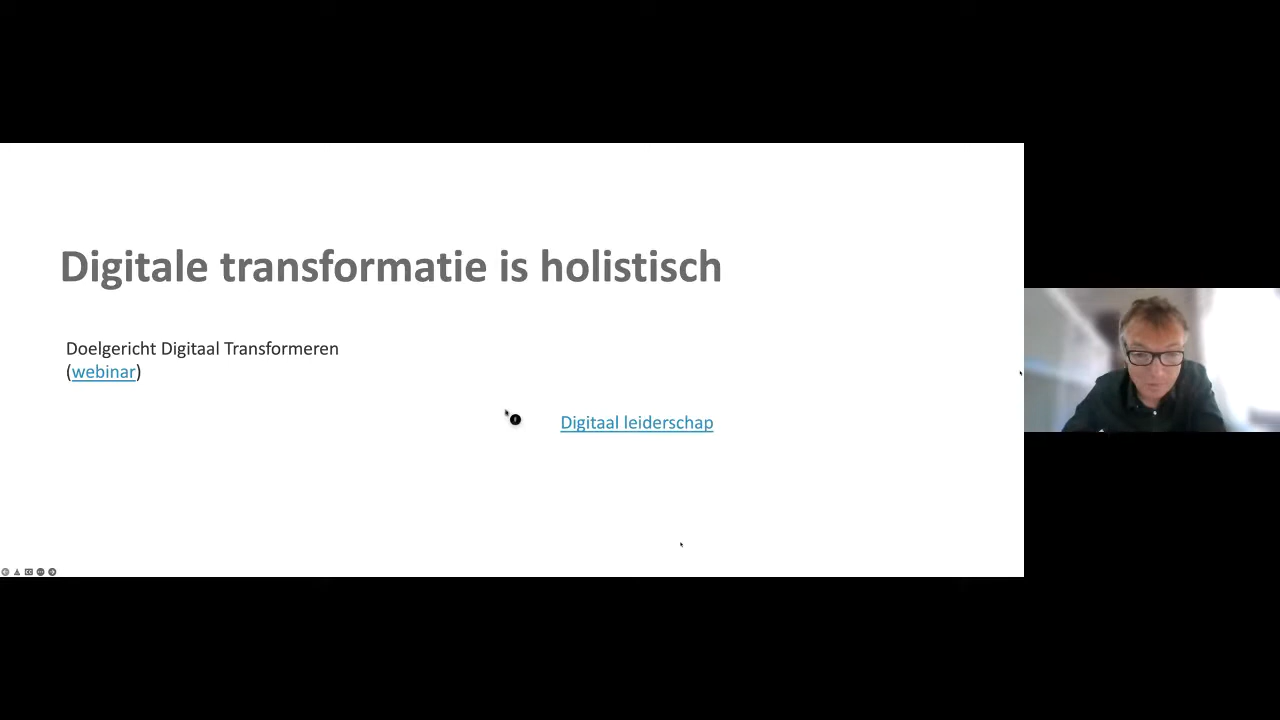 Digitale transformatie is holistisch
Doelgericht Digitaal Transformeren
(webinar)
Digitaal leiderschap